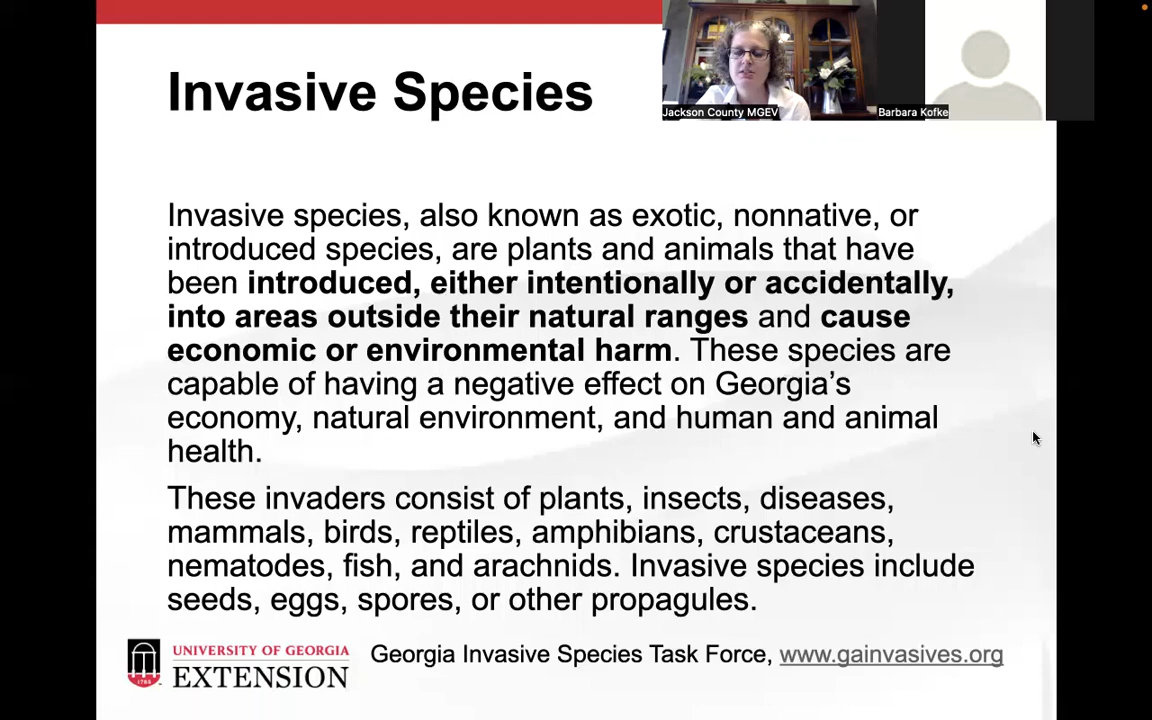 Invasive Species
Jackson County MGEV
Barbara Kofke
Invasive species, also known as exotic, nonnative, or
introduced species, are plants and animals that have
been introduced, either intentionally or accidentally,
into areas outside their natural ranges and cause
economic or environmental harm. These species are
capable of having a negative effect on Georgia’s
economy, natural environment, and human and animal
health.
These invaders consist of plants, insects, diseases,
mammals, birds, reptiles, amphibians, crustaceans,
nematodes, fish, and arachnids. Invasive species include
seeds, eggs, spores, or other propagules.
1785
UNIVERSITY OF GEORGIA
EXTENSION
Georgia Invasive Species Task Force, www.gainvasives.org